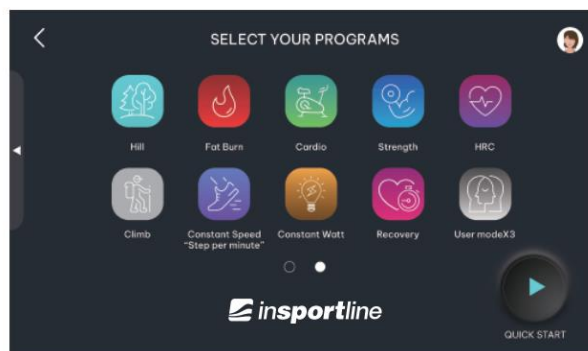 SELECT YOUR PROGRAMS
Hill
Fat Burn
Cardio
Strength
HRC
Climb
Constant Speed
"Step per minute"
Constant Watt
Recovery
User modeX3
insportline
QUICK START